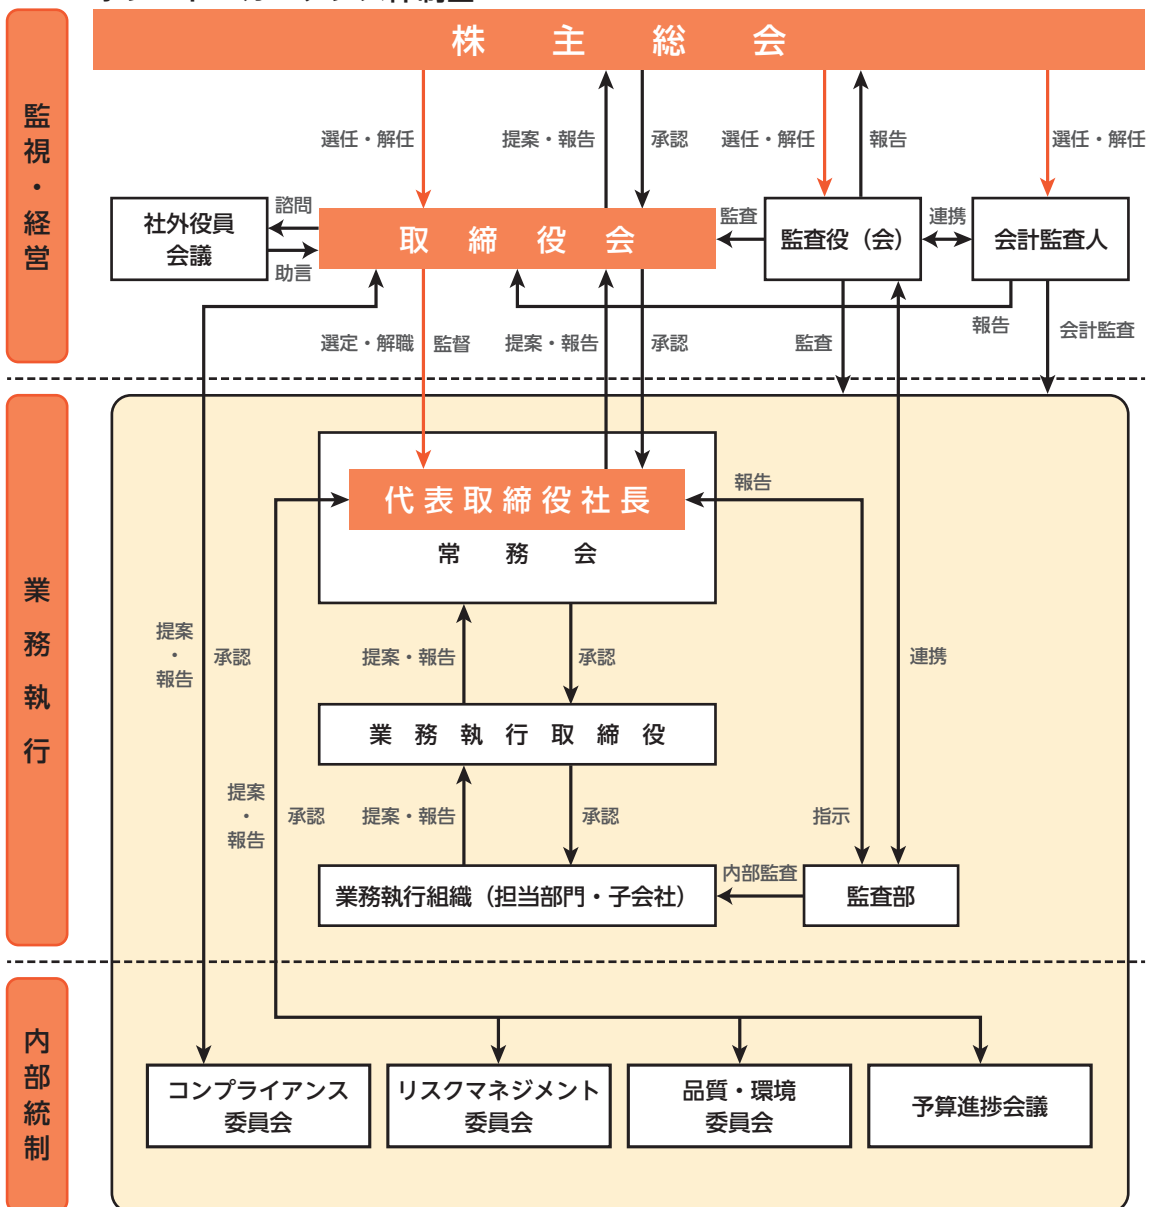 株主総会
監視・経営
選任・解任
提案・報告
承認
選任・解任
報告
選任・解任
社外役員
会議
諮問
助言
取締役会
監査
監査役（会）
連携
会計監査人
選定・解職
監督
提案・報告
承認
監査
報告
会計監査
業務執行
代表取締役社長
常務会
報告
提案
・
報告
承認
提案・報告
承認
連携
業務執行取締役
提案
・
報告
承認
提案・報告
承認
指示
業務執行組織（担当部門・子会社）
内部監査
監査部
内部統制
コンプライアンス
委員会
リスクマネジメント
委員会
品質・環境
委員会
予算進捗会議